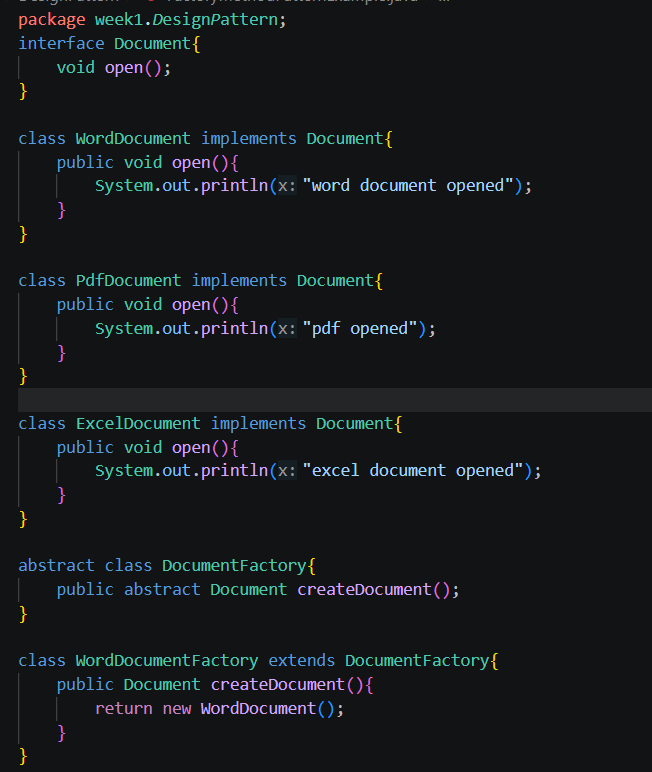 package week1.DesignPattern;
interface Document{
    void open();
}

class WordDocument implements Document{
    public void open(){
        System.out.println(x: "word document opened");
    }
}

class PdfDocument implements Document{
    public void open(){
        System.out.println(x: "pdf opened");
    }
}

class ExcelDocument implements Document{
    public void open(){
        System.out.println(x: "excel document opened");
    }
}

abstract class DocumentFactory{
    public abstract Document createDocument();
}

class WordDocumentFactory extends DocumentFactory{
    public Document createDocument(){
        return new WordDocument();
    }
}